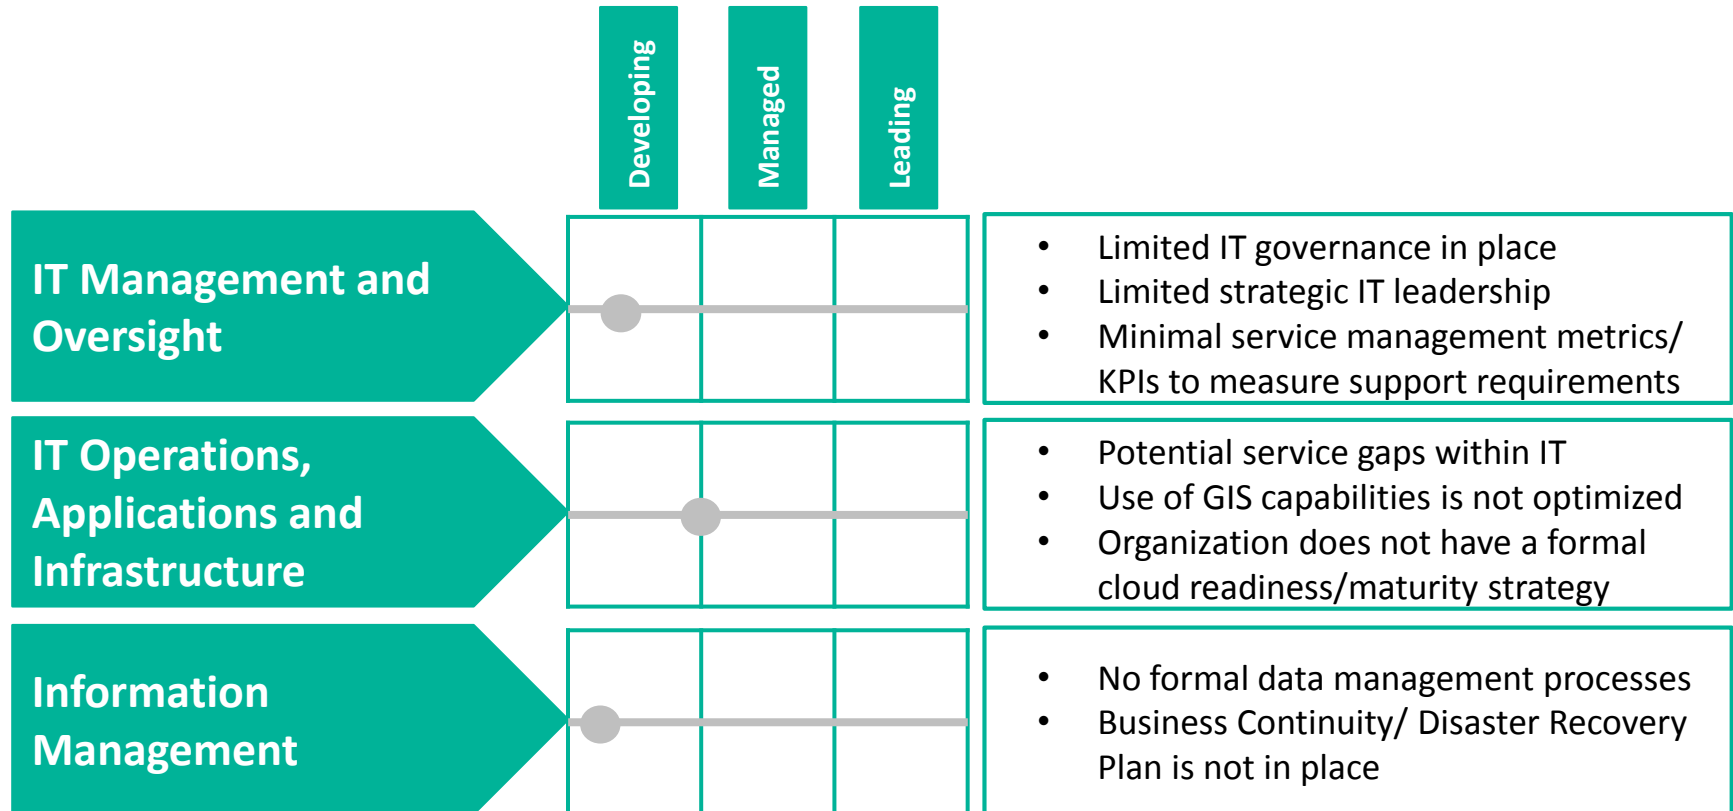 Developing
Managed
Leading
IT Management and
Oversight
• Limited IT governance in place
• Limited strategic IT leadership
• Minimal service management metrics/
KPIs to measure support requirements
IT Operations,
Applications and
Infrastructure
• Potential service gaps within IT
• Use of GIS capabilities is not optimized
• Organization does not have a formal
cloud readiness/maturity strategy
Information
Management
• No formal data management processes
• Business Continuity/ Disaster Recovery
Plan is not in place